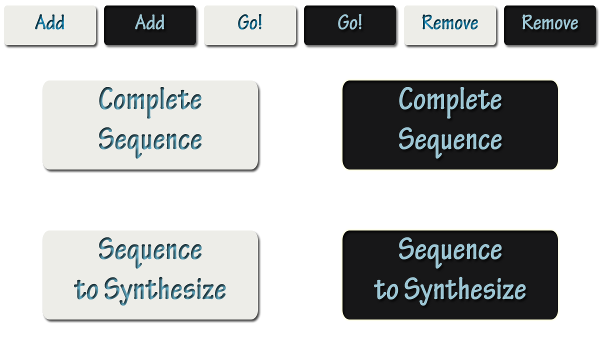 Add Add Go! Go! Remove Remove
Complete
Sequence
Complete
Sequence
Sequence
to Synthesize
Sequence
to Synthesize